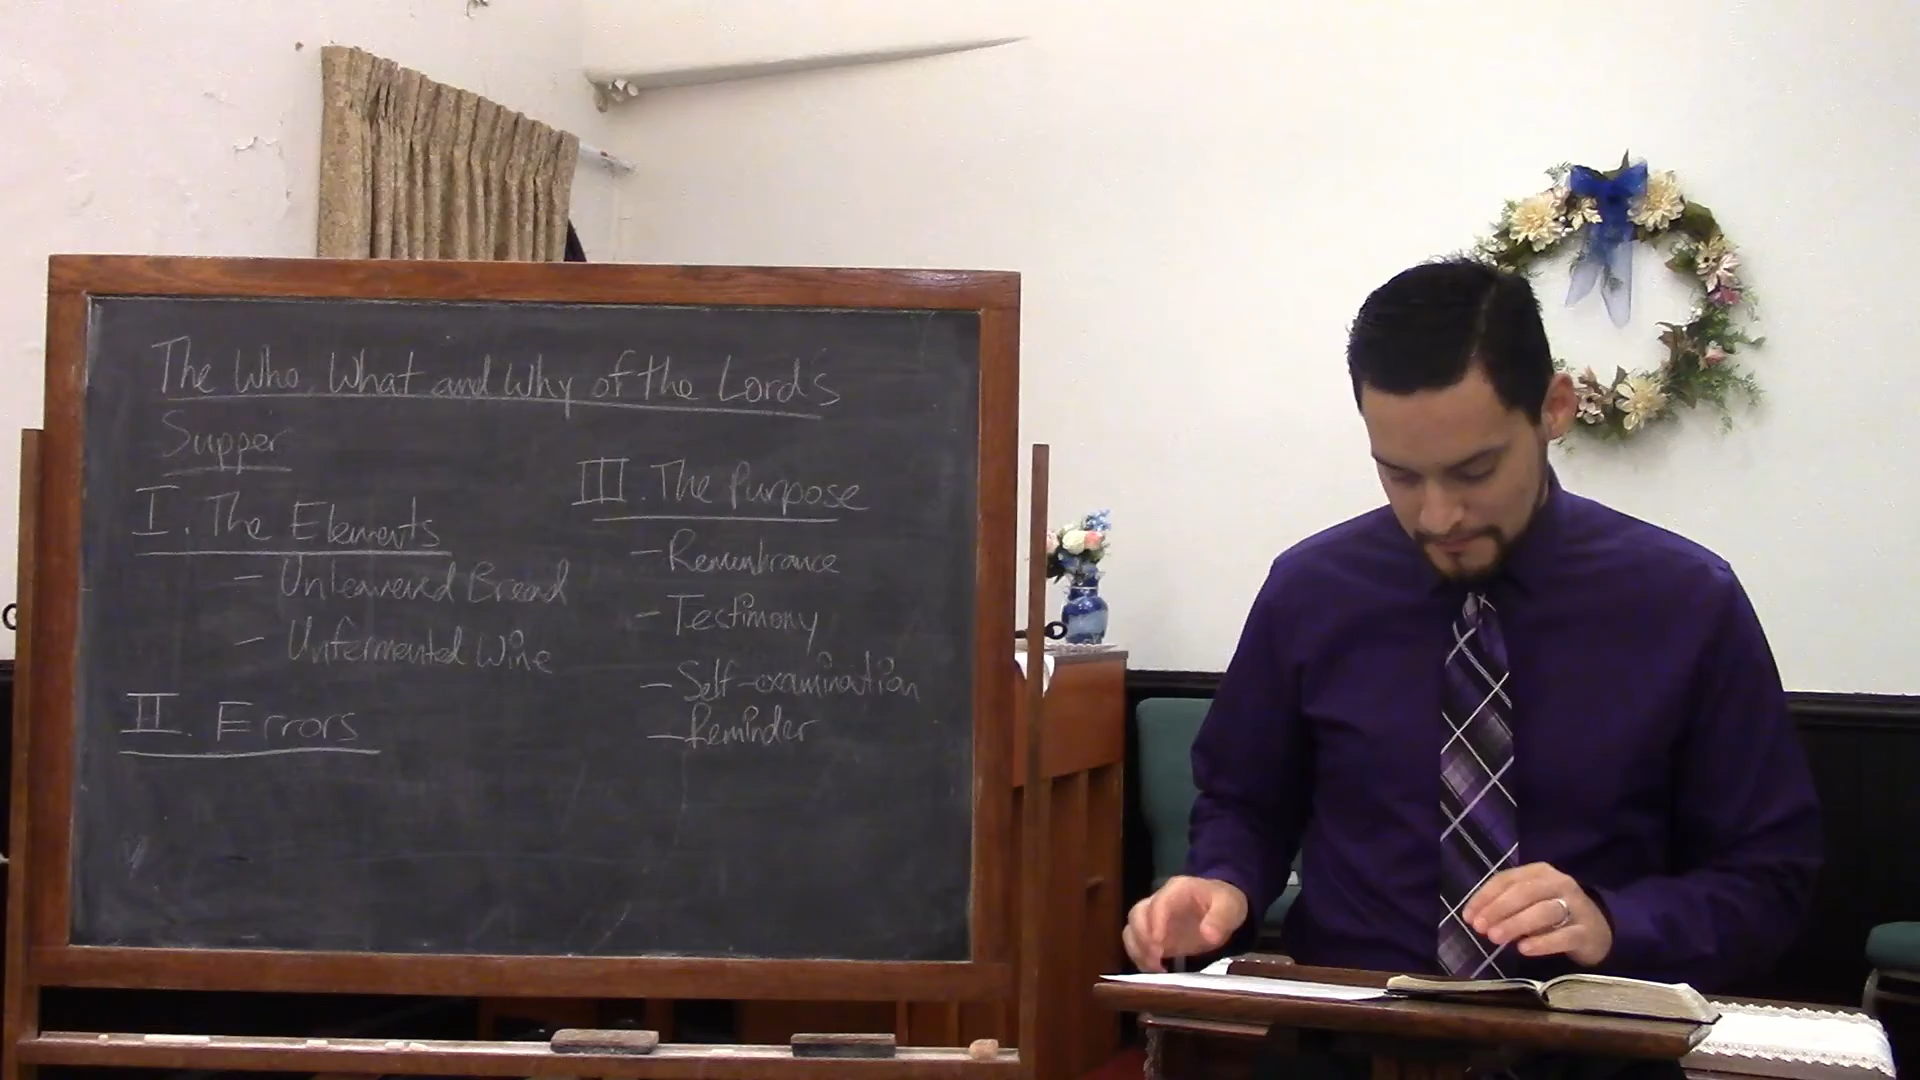 The Who, What and Why of the Lord's
Supper
I. The Elements
- Unleavened Bread
- Unfermented Wine
II. Errors
III. The Purpose
- Remembrance
- Testimony
- Self-examination
- Reminder